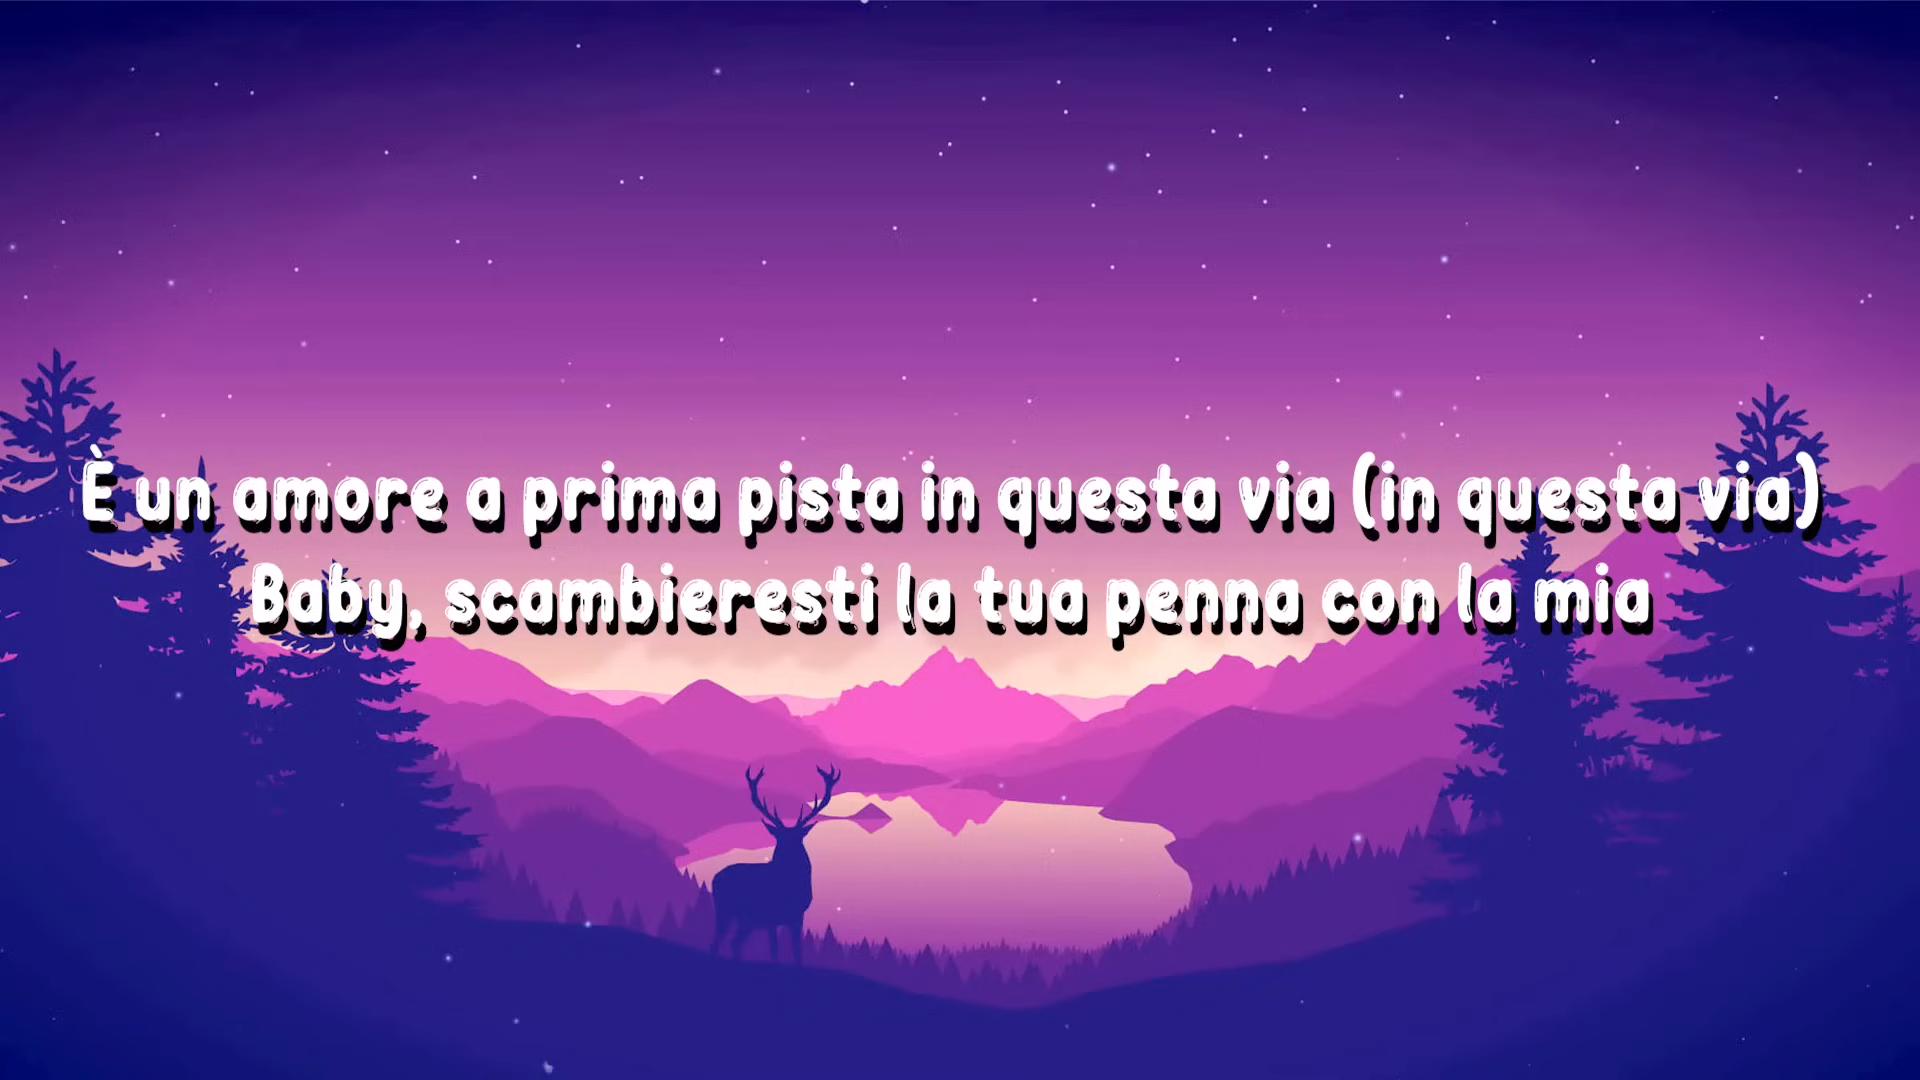 È un amore a prima pista in questa via (in questa via)
Baby, scambieresti la tua penna con la mia